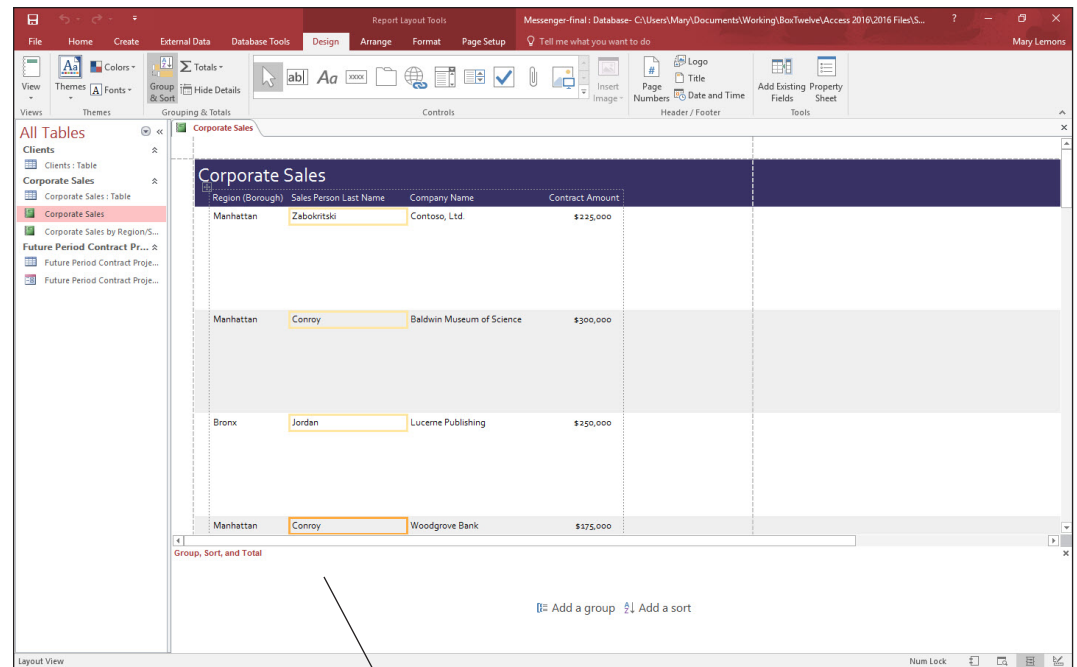 Report Layout Tools
Messenger-final : Database- C:\Users\Mary\Documents\Working\BoxTwelve\Access 2016\2016 Files\S...
?
File Home Create External Data Database Tools Design Arrange Format Page Setup Tell me what you want to do Mary Lemons
View
Themes
Aa
Colors
A Fonts
Group & Sort
Totals
Hide Details
ab Aa xxxx
Insert Image
# Page Numbers
Logo
Title
Date and Time
Add Existing Fields
Property Sheet
Views Themes Grouping & Totals Controls Header / Footer Tools
All Tables
Clients
Clients : Table
Corporate Sales
Corporate Sales : Table
Corporate Sales
Corporate Sales by Region/S...
Future Period Contract Pr...
Future Period Contract Proje...
Future Period Contract Proje...
Corporate Sales
Corporate Sales
Region (Borough) Sales Person Last Name Company Name Contract Amount
Manhattan Zabokritski Contoso, Ltd. $225,000
Manhattan Conroy Baldwin Museum of Science $300,000
Bronx Jordan Lucerne Publishing $250,000
Manhattan Conroy Woodgrove Bank $175,000
Group, Sort, and Total
Add a group A Z Add a sort
Layout View Num Lock